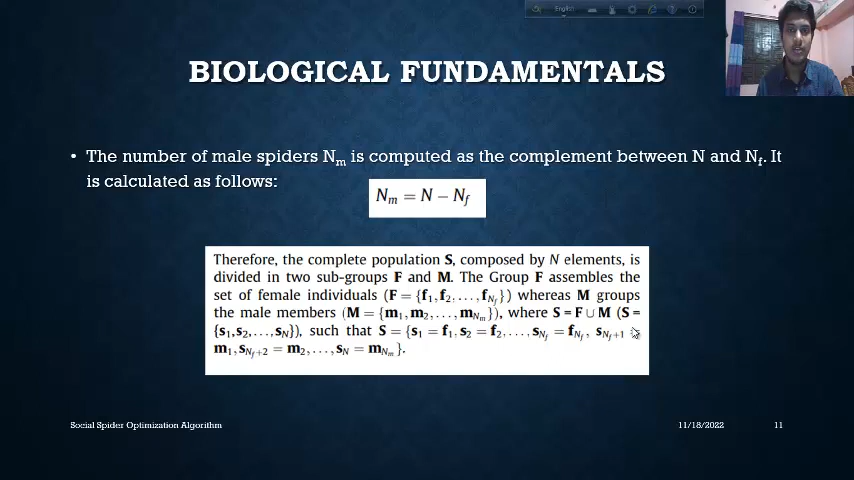 English
BIOLOGICAL FUNDAMENTALS
• The number of male spiders Nm is computed as the complement between N and Nf. It
is calculated as follows:
Nm = N − Nf
Therefore, the complete population S, composed by N elements, is
divided in two sub-groups F and M. The Group F assembles the
set of female individuals (F = {f1, f2, . . . , fNf}) whereas M groups
the male members (M = {m1, m2, . . . , mNm}), where S = F ∪ M (S =
{s1,s2,. . .,sN}), such that S = {s1 = f1, s2 = f2, . . . , sNf = fNf, sNf+1
m1, sNf+2 = m2, . . . , sN = mNm}.
Social Spider Optimization Algorithm
11/18/2022
11